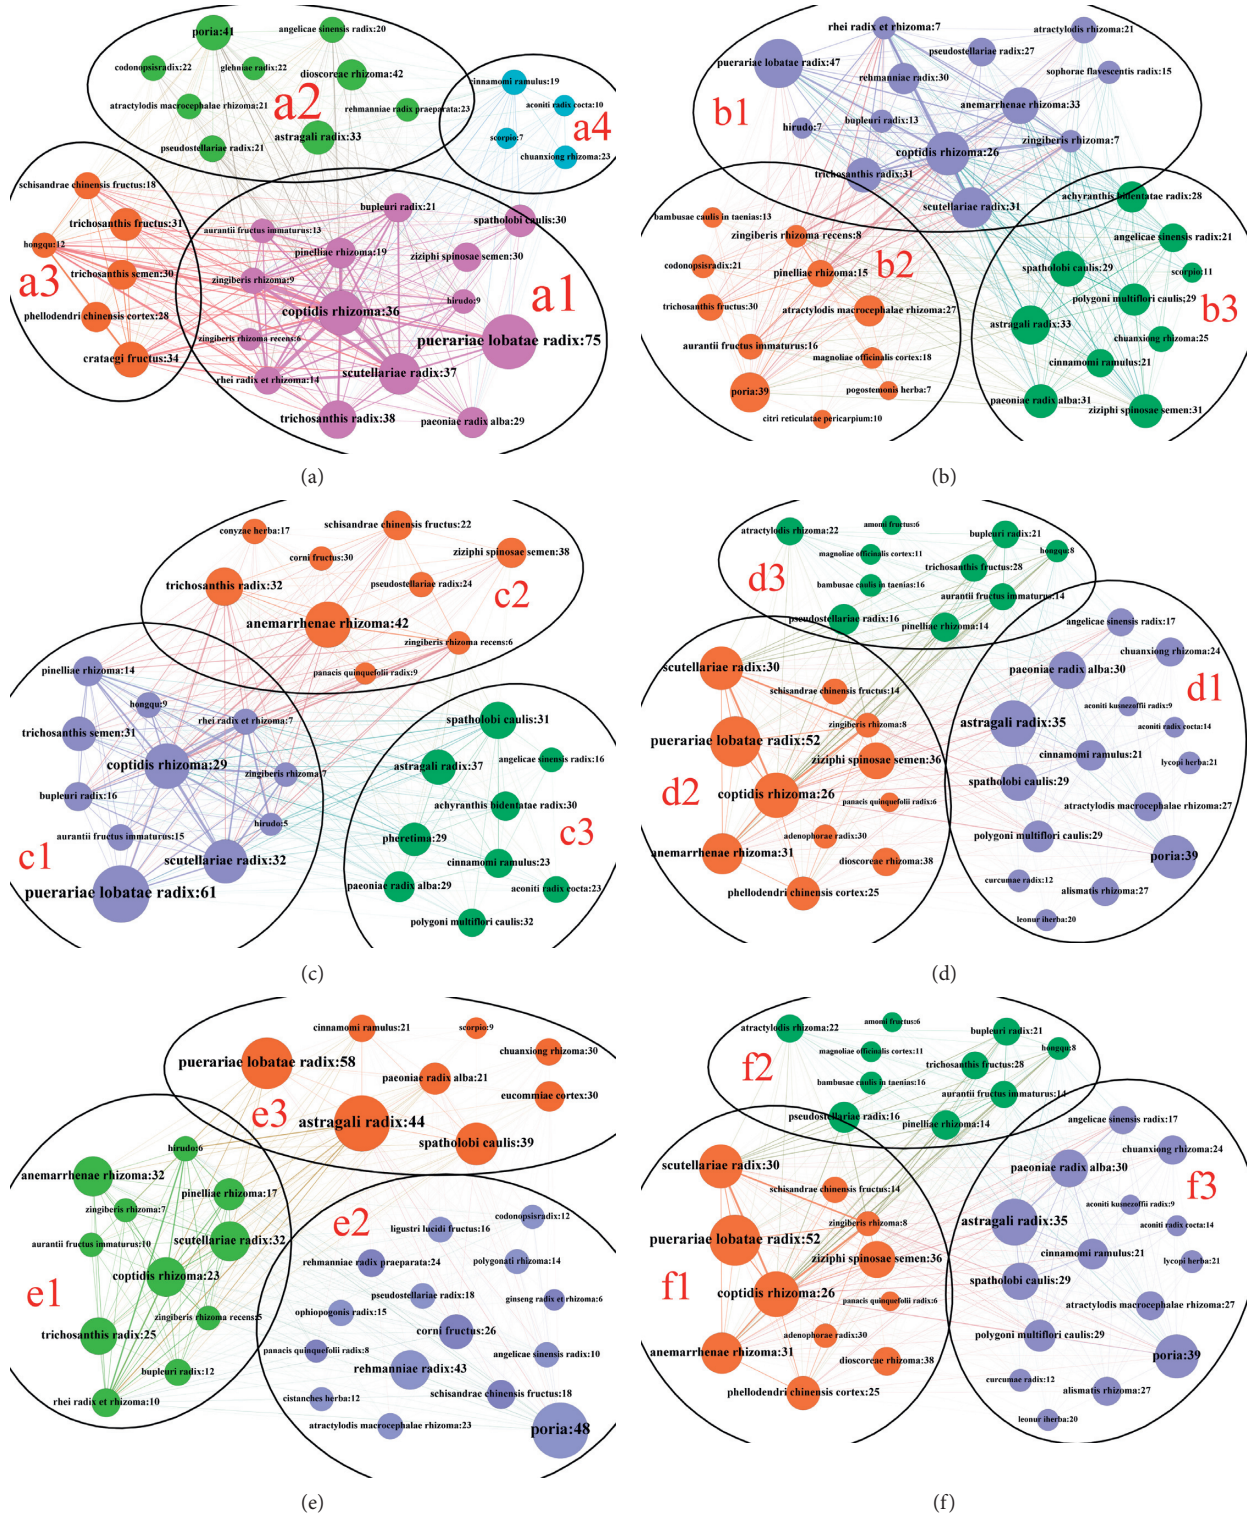 poria:41
angelicae sinensis radix:20
codonopsisradix:22
glehniae radix:22
dioscoreae rhizoma:42
atractylodis macrocephalae rhizoma:21
rehmanniae radix praeparata:23
a2
astragali radix:33
pseudostellariae radix:21
cinnamomi ramulus:19
aconiti radix cocta:10
a4
scorpio:7
chuanxiong rhizoma:23
schisandrae chinensis fructus:18
trichosanthis fructus:31
hongqu:12
a3
trichosanthis semen:30
phellodendri chinensis cortex:28
crataegi fructus:34
bupleuri radix:21
spatholobi caulis:30
aurantii fructus immaturus:13
pinelliae rhizoma:19
ziziphi spinosae semen:30
zingiberis rhizoma:9
hirudo:9
a1
coptidis rhizoma:36
zingiberis rhizoma recens:6
puerariae lobatae radix:75
rhei radix et rhizoma:14
scutellariae radix:37
trichosanthis radix:38
paeoniae radix alba:29
(a)
rhei radix et rhizoma:7
atractylodis rhizoma:21
pseudostellariae radix:27
puerariae lobatae radix:47
rehmanniae radix:30
sophorae flavescentis radix:15
b1
anemarrhenae rhizoma:33
hirudo:7
bupleuri radix:13
zingiberis rhizoma:7
coptidis rhizoma:26
trichosanthis radix:31
scutellariae radix:31
bambusae caulis in taenias:13
zingiberis rhizoma recens:8
codonopsisradix:21
pinelliae rhizoma:15
b2
trichosanthis fructus:30
atractylodis macrocephalae rhizoma:27
aurantii fructus immaturus:16
magnoliae officinalis cortex:18
poria:39
pogostemonis herba:7
citri reticulatae pericarpium:10
achyranthis bidentatae radix:28
angelicae sinensis radix:21
spatholobi caulis:29
scorpio:11
polygoni multiflori caulis:29
b3
astragali radix:33
chuanxiong rhizoma:25
cinnamomi ramulus:21
paeoniae radix alba:31
ziziphi spinosae semen:31
(b)
conyzae herba:17
schisandrae chinensis fructus:22
corni fructus:30
ziziphi spinosae semen:38
trichosanthis radix:32
pseudostellariae radix:24
c2
anemarrhenae rhizoma:42
zingiberis rhizoma recens:6
panacis quinquefolii radix:9
pinelliae rhizoma:14
hongqu:9
rhei radix et rhizoma:7
trichosanthis semen:31
coptidis rhizoma:29
zingiberis rhizoma:7
bupleuri radix:16
hirudo:5
aurantii fructus immaturus:15
c1
scutellariae radix:32
puerariae lobatae radix:61
spatholobi caulis:31
angelicae sinensis radix:16
astragali radix:37
achyranthis bidentatae radix:30
pheretima:29
c3
cinnamomi ramulus:23
paeoniae radix alba:29
aconiti radix cocta:23
polygoni multiflori caulis:32
(c)
atractylodis rhizoma:22
amomi fructus:6
bupleuri radix:21
hongqu:8
magnoliae officinalis cortex:11
trichosanthis fructus:28
d3
bambusae caulis in taenias:16
aurantii fructus immaturus:14
pseudostellariae radix:16
pinelliae rhizoma:14
scutellariae radix:30
schisandrae chinensis fructus:14
zingiberis rhizoma:8
puerariae lobatae radix:52
ziziphi spinosae semen:36
d2
coptidis rhizoma:26
panacis quinquefolii radix:6
adenophorae radix:30
anemarrhenae rhizoma:31
dioscoreae rhizoma:38
phellodendri chinensis cortex:25
angelicae sinensis radix:17
chuanxiong rhizoma:24
paeoniae radix alba:30
d1
aconiti kusnezoffii radix:9
astragali radix:35
aconiti radix cocta:14
cinnamomi ramulus:21
lycopi herba:21
spatholobi caulis:29
atractylodis macrocephalae rhizoma:27
polygoni multiflori caulis:29
poria:39
curcumae radix:12
alismatis rhizoma:27
leonur iherba:20
(d)
cinnamomi ramulus:21
scorpio:9
puerariae lobatae radix:58
chuanxiong rhizoma:30
paeoniae radix alba:21
e3
eucommiae cortex:30
astragali radix:44
spatholobi caulis:39
hirudo:6
anemarrhenae rhizoma:32
pinelliae rhizoma:17
zingiberis rhizoma:7
aurantii fructus immaturus:10
scutellariae radix:32
coptidis rhizoma:23
e1
zingiberis rhizoma recens:5
trichosanthis radix:25
bupleuri radix:12
rhei radix et rhizoma:10
e2
codonopsisradix:12
ligustri lucidi fructus:16
rehmanniae radix praeparata:24
polygonati rhizoma:14
pseudostellariae radix:18
ginseng radix et rhizoma:6
ophiopogonis radix:15
corni fructus:26
panacis quinquefolii radix:8
angelicae sinensis radix:10
rehmanniae radix:43
cistanches herba:12
schisandrae chinensis fructus:18
atractylodis macrocephalae rhizoma:23
poria:48
(e)
atractylodis rhizoma:22
amomi fructus:6
bupleuri radix:21
hongqu:8
magnoliae officinalis cortex:11
trichosanthis fructus:28
f2
bambusae caulis in taenias:16
aurantii fructus immaturus:14
pseudostellariae radix:16
pinelliae rhizoma:14
scutellariae radix:30
schisandrae chinensis fructus:14
zingiberis rhizoma:8
puerariae lobatae radix:52
ziziphi spinosae semen:36
f1
coptidis rhizoma:26
panacis quinquefolii radix:6
adenophorae radix:30
anemarrhenae rhizoma:31
dioscoreae rhizoma:38
phellodendri chinensis cortex:25
angelicae sinensis radix:17
chuanxiong rhizoma:24
paeoniae radix alba:30
f3
aconiti kusnezoffii radix:9
astragali radix:35
aconiti radix cocta:14
cinnamomi ramulus:21
lycopi herba:21
spatholobi caulis:29
atractylodis macrocephalae rhizoma:27
polygoni multiflori caulis:29
poria:39
curcumae radix:12
alismatis rhizoma:27
leonur iherba:20
(f)